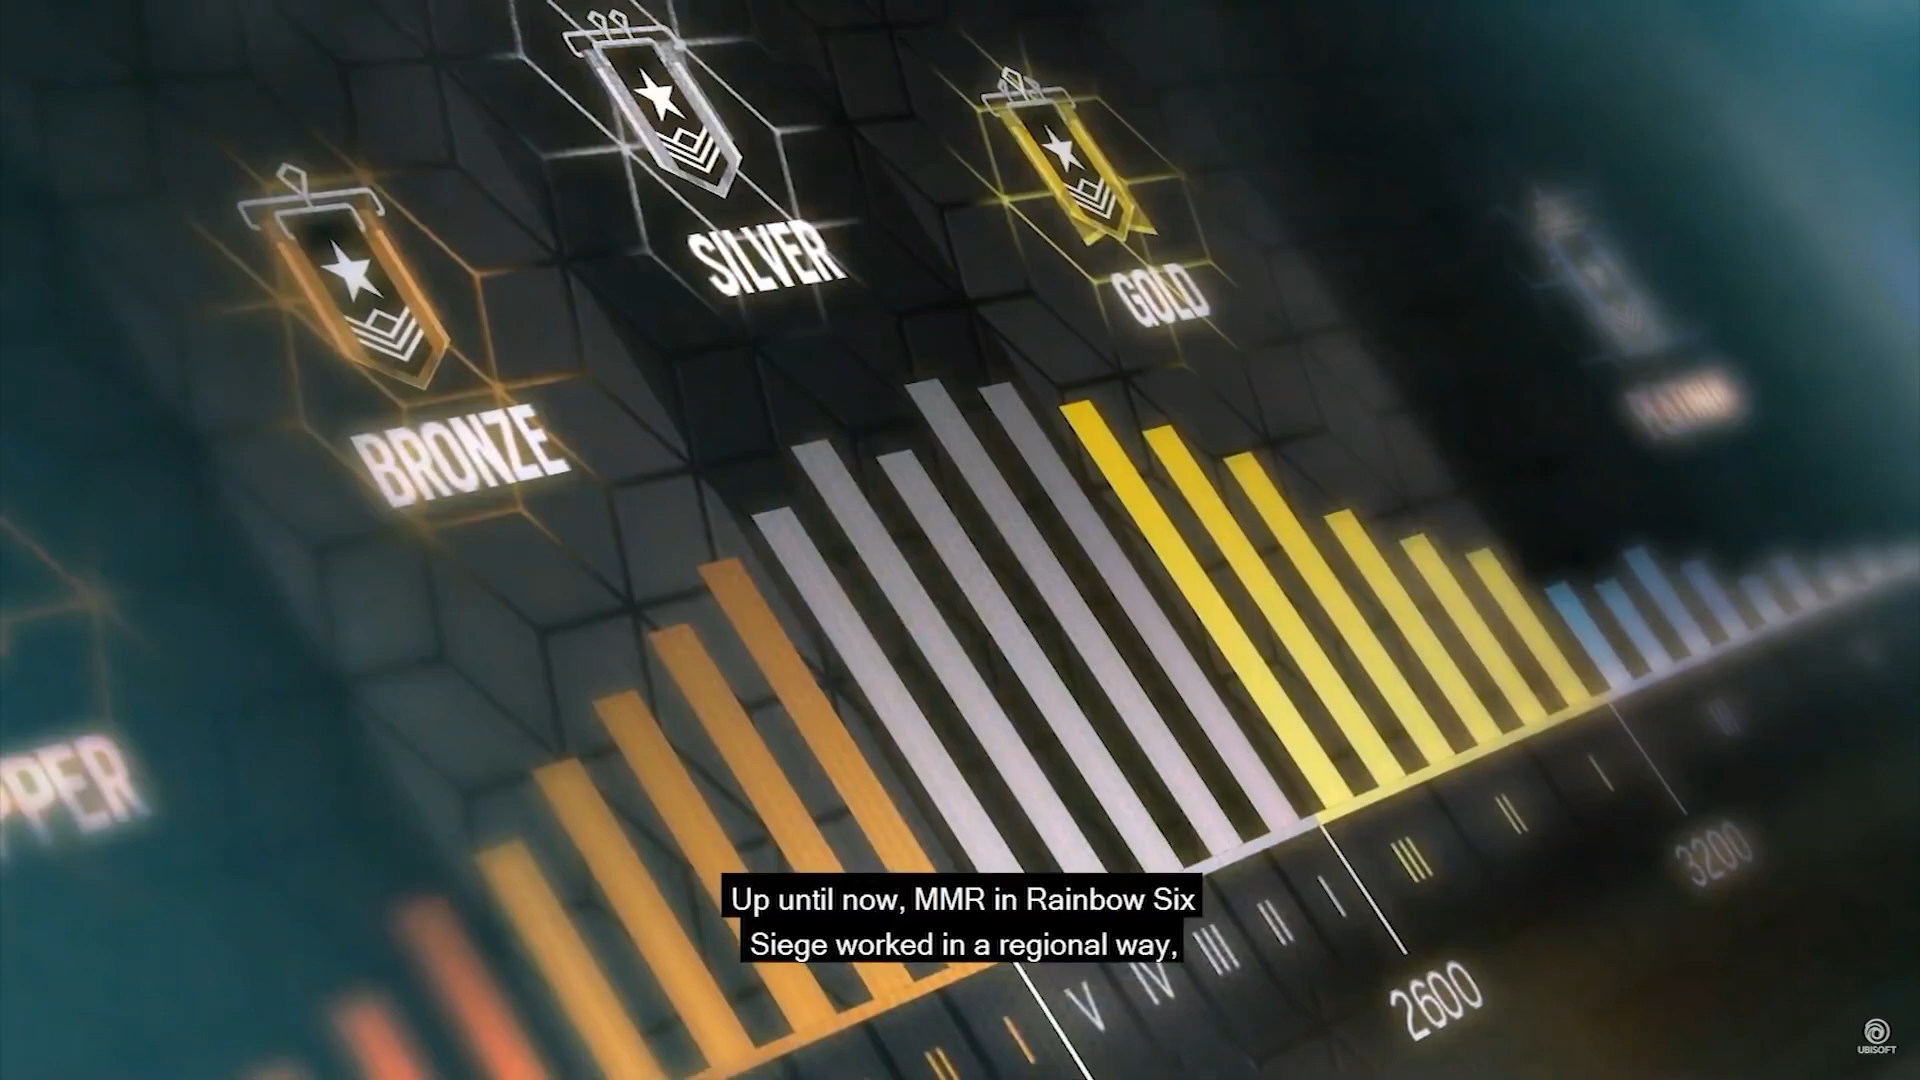 SILVER
GOLD
BRONZE
PPER
Up until now, MMR in Rainbow Six
Siege worked in a regional way,
II I
V IV III II I
III II I
II
2600
3200
UBISOFT